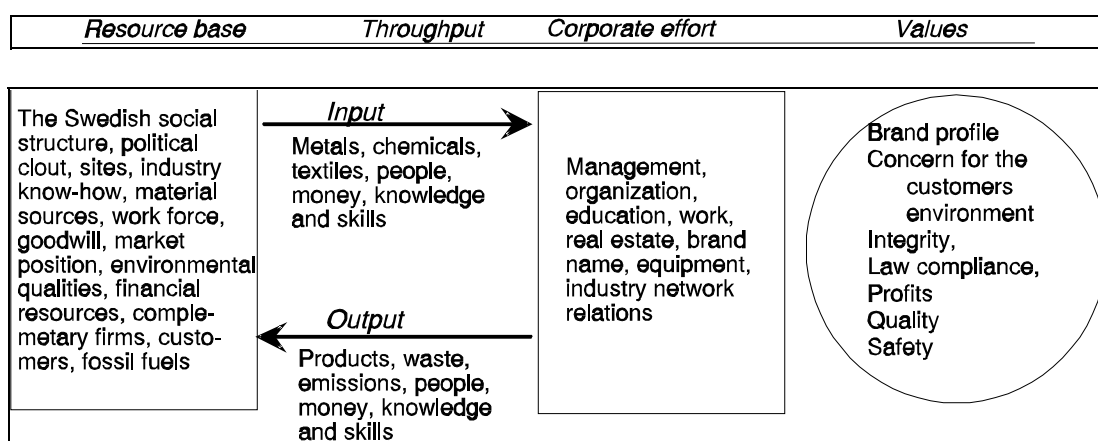 Resource base Throughput Corporate effort Values
The Swedish social
structure, political
clout, sites, industry
know-how, material
sources, work force,
goodwill, market
position, environmental
qualities, financial
resources, comple-
metary firms, custo-
mers, fossil fuels
Input
Metals, chemicals,
textiles, people,
money, knowledge
and skills
Output
Products, waste,
emissions, people,
money, knowledge
and skills
Management,
organization,
education, work,
real estate, brand
name, equipment,
industry network
relations
Brand profile
Concern for the
customers
environment
Integrity,
Law compliance,
Profits
Quality
Safety